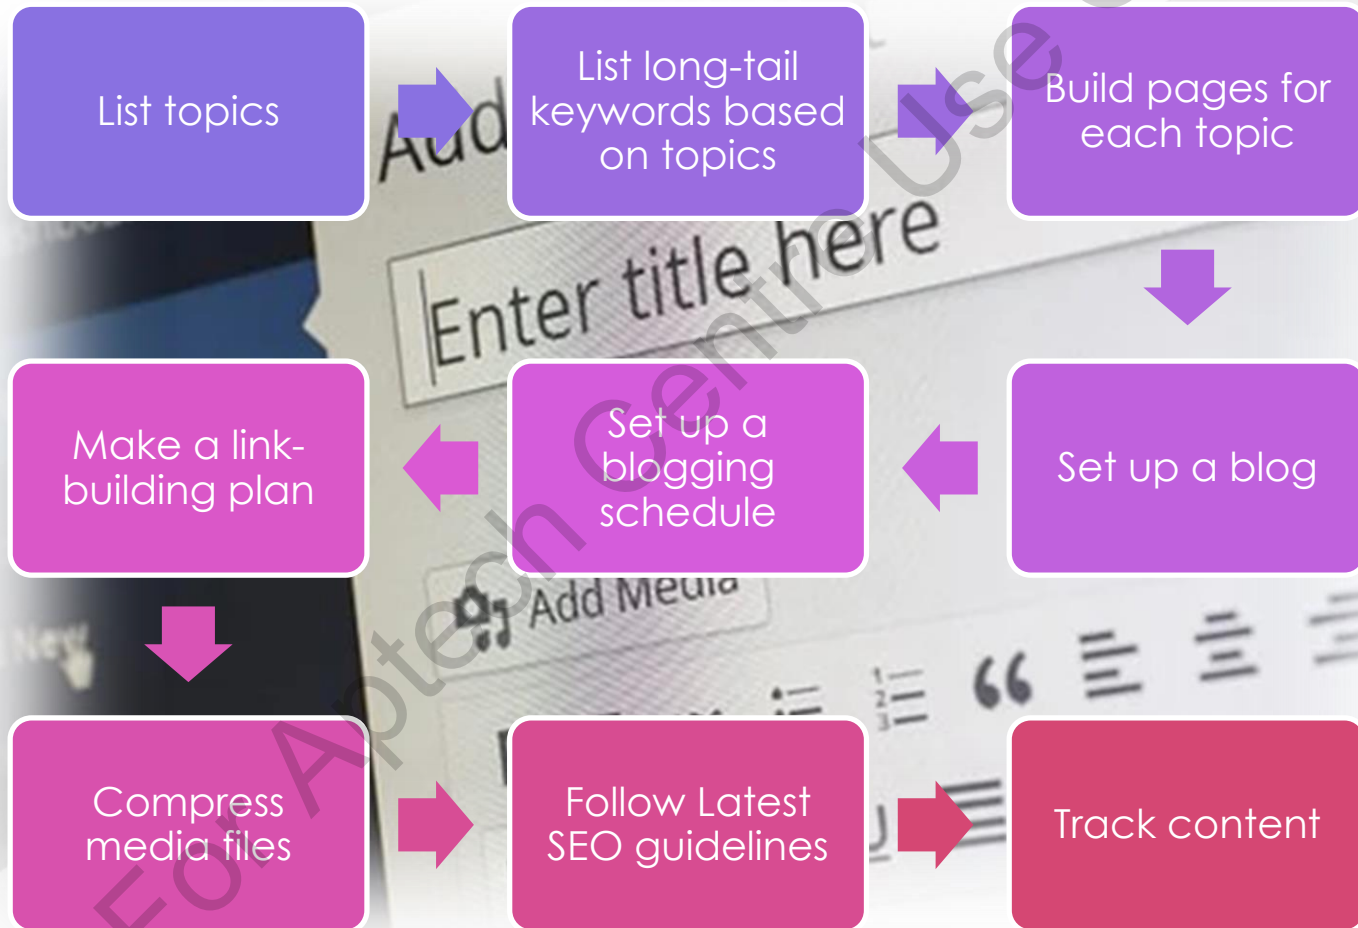 List topics
List long-tail
keywords based
on topics
Build pages for
each topic
Add
Enter title here
Set up a blog
Set up a
blogging
schedule
Make a link-
building plan
Add Media
New
Compress
media files
Follow Latest
SEO guidelines
Track content
For Aptech Centre Use